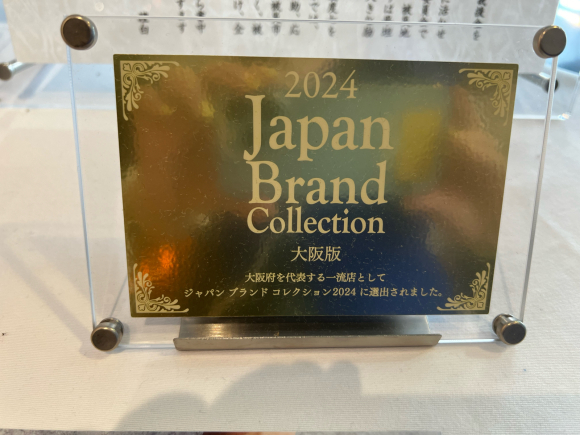 2024
Japan
Brand
Collection
大阪版
大阪府を代表する一流店として
ジャパン ブランド コレクション2024 に選出されました。